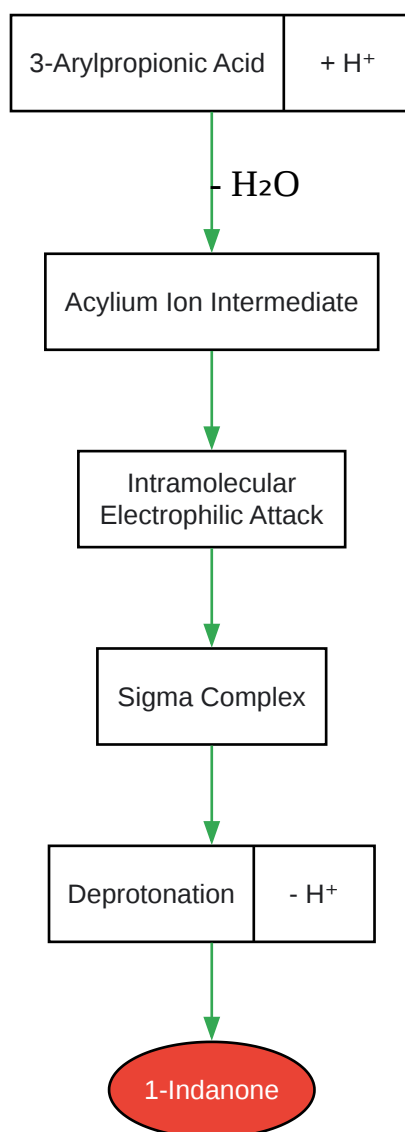 3-Arylpropionic Acid
+ H⁺
- H₂O
Acylium Ion Intermediate
Intramolecular
Electrophilic Attack
Sigma Complex
Deprotonation
- H⁺
1-Indanone